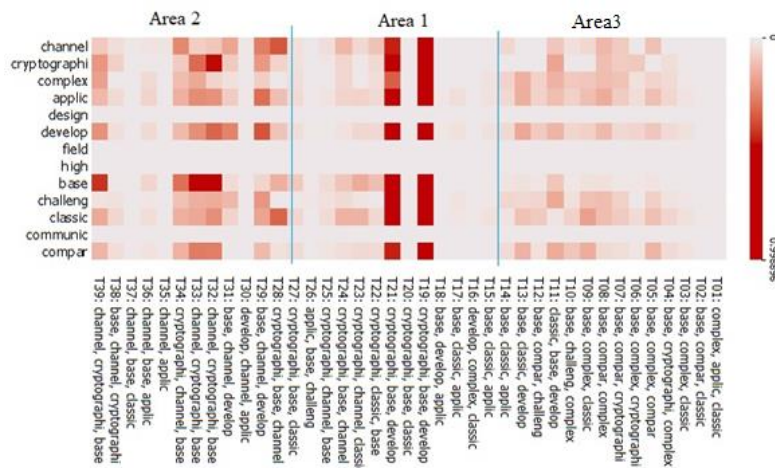 Area 2
Area 1
Area3
channel
cryptographi
complex
applic
design
develop
field
high
base
challeng
classic
communic
compar
T39: channel, cryptographi, base
T38: base, channel, cryptographi
T37: channel, base, classic
T36: channel, base, applic
T35: channel, applic
T34: cryptographi, channel, base
T33: channel, cryptographi, base
T32: channel, cryptographi, base
T31: base, channel, develop
T30: develop, channel, applic
T29: base, channel, develop
T28: cryptographi, base, channel
T27: cryptographi, base, classic
T26: applic, base, challeng
T25: cryptographi, base, channel
T24: cryptographi, base, channel
T23: cryptographi, channel, classic
T22: cryptographi, classic, base
T21: cryptographi, base, develop
T20: cryptographi, base, classic
T19: cryptographi, base, develop
T18: base, develop, applic
T17: base, classic, applic
T16: develop, complex, classic
T15: base, classic, applic
T14: base, classic, applic
T13: base, classic, develop
T12: base, compar, challeng
T11: classic, base, develop
T10: base, challeng, complex
T09: base, complex, classic
T08: base, compar, complex
T07: base, compar, cryptographi
T06: base, complex, cryptographi
T05: base, complex, compar
T04: base, cryptographi, complex
T03: base, complex, classic
T02: base, compar, classic
T01: complex, applic, classic